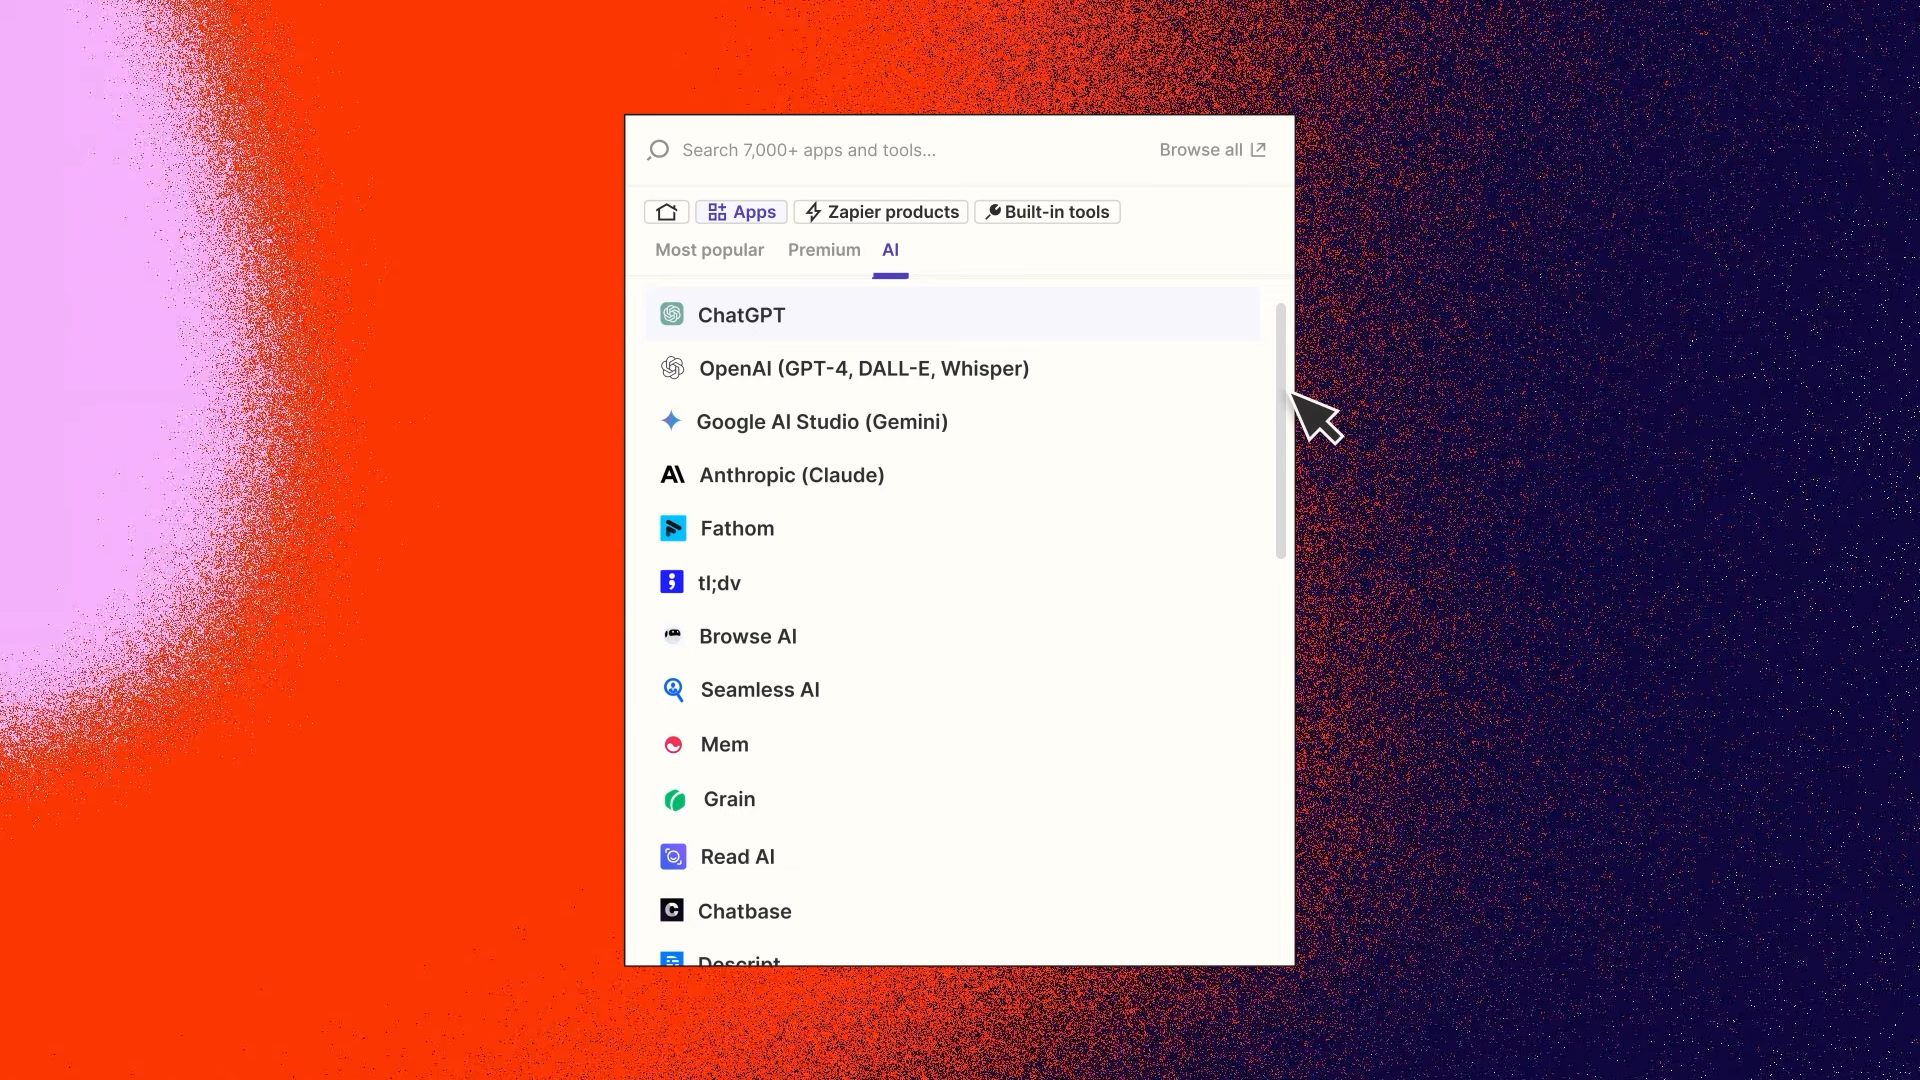 Search 7,000+ apps and tools...
Browse all
Apps
Zapier products
Built-in tools
Most popular
Premium
AI
ChatGPT
OpenAI (GPT-4, DALL-E, Whisper)
Google AI Studio (Gemini)
Anthropic (Claude)
Fathom
tl;dv
Browse AI
Seamless AI
Mem
Grain
Read AI
Chatbase
Descript